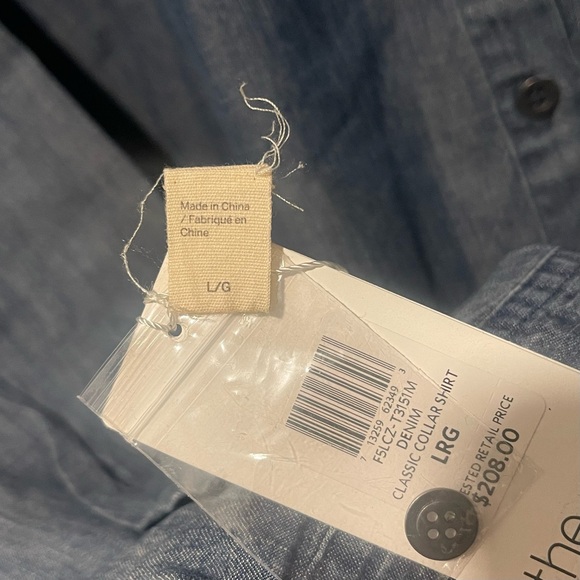 Made in China
/ Fabriqué en
Chine
L/G
7 13259 62349 3
F5LCZ-T3151M
DENIM
CLASSIC COLLAR SHIRT
LRG
ESTED RETAIL PRICE
$208.00
the